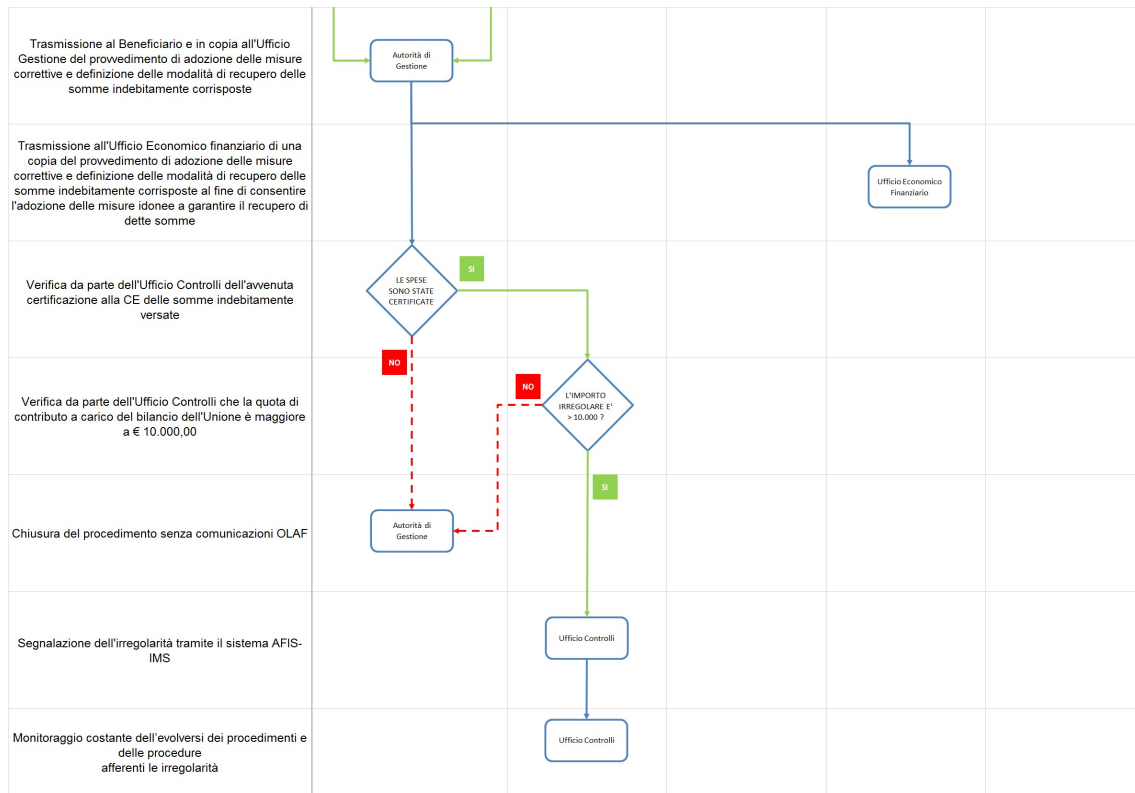 Trasmissione al Beneficiario e in copia all'Ufficio
Gestione del provvedimento di adozione delle misure
correttive e definizione delle modalità di recupero delle
somme indebitamente corrisposte
Autorità di
Gestione
Trasmissione all'Ufficio Economico finanziario di una
copia del provvedimento di adozione delle misure
correttive e definizione delle modalità di recupero delle
somme indebitamente corrisposte al fine di consentire
l'adozione delle misure idonee a garantire il recupero di
dette somme
Ufficio Economico
Finanziario
Verifica da parte dell'Ufficio Controlli dell'avvenuta
certificazione alla CE delle somme indebitamente
versate
LE SPESE
SONO STATE
CERTIFICATE
SI
NO
Verifica da parte dell'Ufficio Controlli che la quota di
contributo a carico del bilancio dell'Unione è maggiore
a € 10.000,00
NO
L'IMPORTO
IRREGOLARE E'
> 10.000 ?
SI
Chiusura del procedimento senza comunicazioni OLAF
Autorità di
Gestione
Segnalazione dell'irregolarità tramite il sistema AFIS-
IMS
Ufficio Controlli
Monitoraggio costante dell'evolversi dei procedimenti e
delle procedure
afferenti le irregolarità
Ufficio Controlli